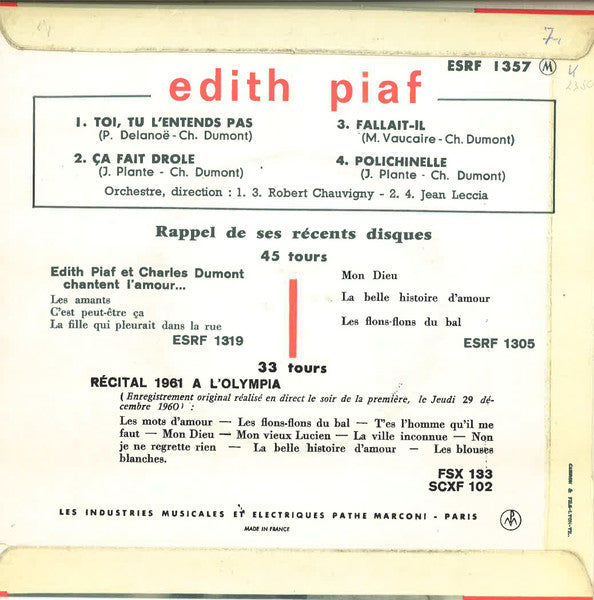 7-
ESRF 1357 M
edith piaf
1. TOI, TU L'ENTENDS PAS
(P. Delanoë - Ch. Dumont)
2. ÇA FAIT DROLE
(J. Plante - Ch. Dumont)
3. FALLAIT-IL
(M. Vaucaire - Ch. Dumont)
4. POLICHINELLE
(J. Plante - Ch. Dumont)
Orchestre, direction : 1. 3. Robert Chauvigny - 2. 4. Jean Leccia
Rappel de ses récents disques
45 tours
Edith Piaf et Charles Dumont
chantent l'amour...
Les amants
C'est peut-être ça
La fille qui pleurait dans la rue
ESRF 1319
Mon Dieu
La belle histoire d'amour
Les flons-flons du bal
ESRF 1305
33 tours
RÉCITAL 1961 A L'OLYMPIA
(Enregistrement original réalisé en direct le soir de la première, le Jeudi 29 dé-
cembre 1960) :
Les mots d'amour — Les flons-flons du bal — T'es l'homme qu'il me
faut — Mon Dieu — Mon vieux Lucien — La ville inconnue — Non
je ne regrette rien — La belle histoire d'amour — Les blouses
blanches.
FSX 133
SCXF 102
LES INDUSTRIES MUSICALES ET ELECTRIQUES PATHE MARCONI - PARIS
MADE IN FRANCE